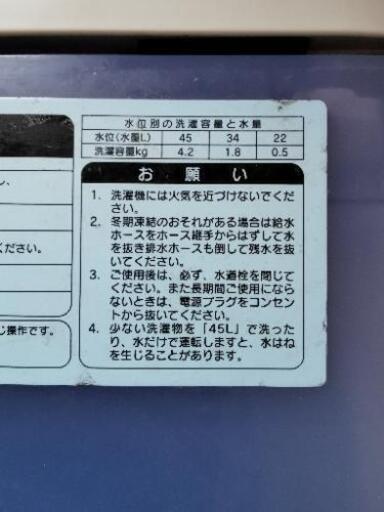 水位別の洗濯容量と水量
水位(水量L) 45 34 22
洗濯容量kg 4.2 1.8 0.5
お願い
1. 洗濯機には火気を近づけないでくだ
さい。
2. 冬期凍結のおそれがある場合は給水
ホースをホース継手からはずして水
を抜き排水ホースも倒して残水を抜
いてください。
3. ご使用後は、必ず、水道栓を閉じて
ください。また長期間ご使用になら
ないときは、電源プラグをコンセン
トから抜いてください。
4. 少ない洗濯物を「45L」で洗った
り、水だけで運転しますと、水はね
を生じることがあります。
し、
ください。
じ操作です。